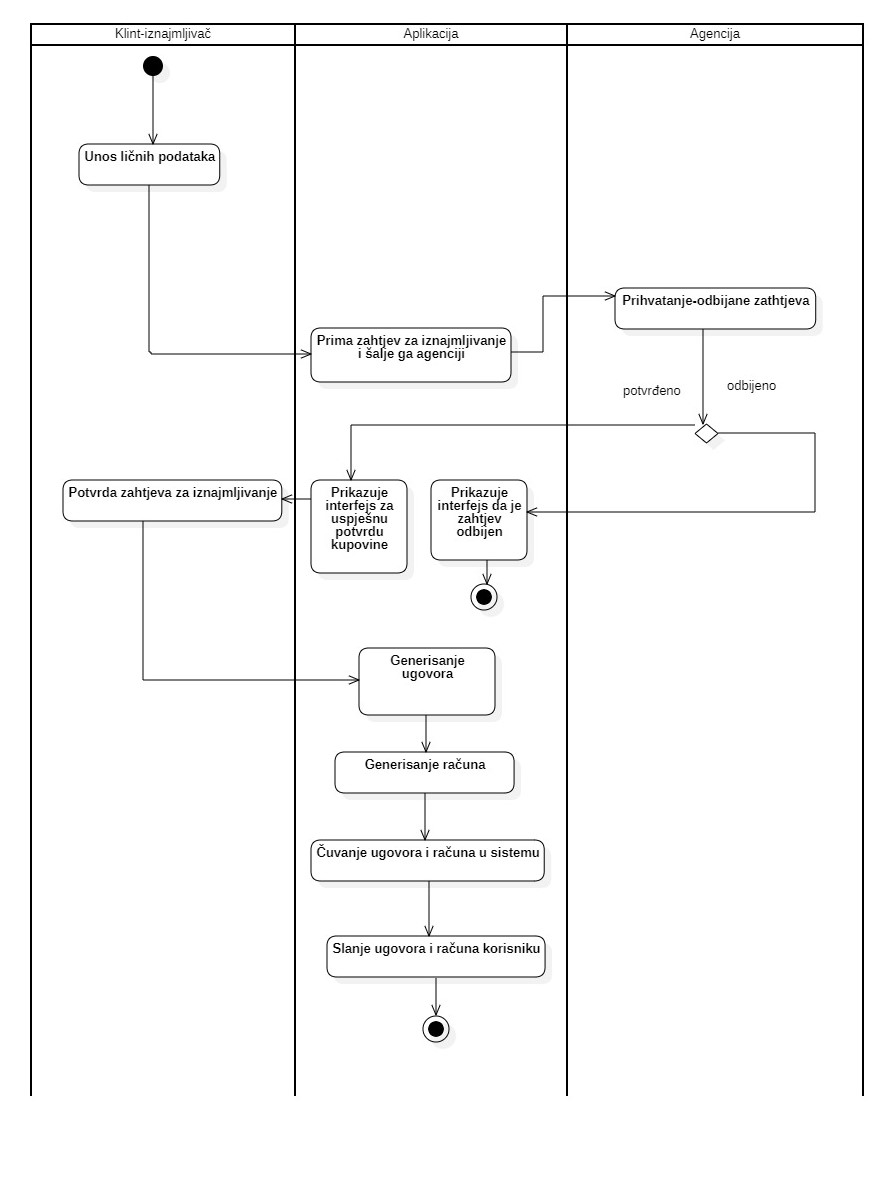 Klint-iznajmljivač
Aplikacija
Agencija
Unos ličnih podataka
Prihvatanje-odbijane zathtjeva
Prima zahtjev za iznajmljivanje
i šalje ga agenciji
potvrđeno
odbijeno
Potvrda zahtjeva za iznajmljivanje
Prikazuje
interfejs za
uspješnu
potvrdu
kupovine
Prikazuje
interfejs da je
zahtjev
odbijen
Generisanje
ugovora
Generisanje računa
Čuvanje ugovora i računa u sistemu
Slanje ugovora i računa korisniku